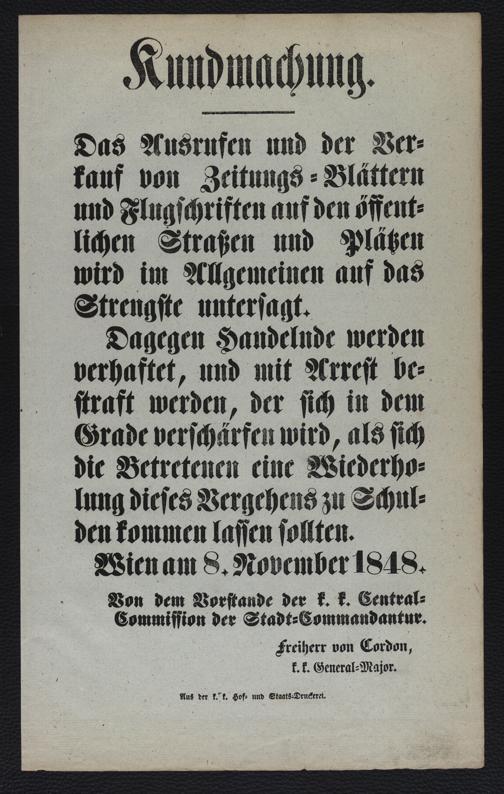 Kundmachung.
Das Ausrufen und der Ver=
kauf von Zeitungs=Blättern
und Flugschriften auf den öffent=
lichen Straßen und Plätzen
wird im Allgemeinen auf das
Strengste untersagt.
Dagegen Handelnde werden
verhaftet, und mit Arrest be=
straft werden, der sich in dem
Grade verschärfen wird, als sich
die Betretenen eine Wiederho=
lung dieses Vergehens zu Schul=
den kommen lassen sollten.
Wien am 8. November 1848.
Von dem Vorstande der k. k. Central=
Commission der Stadt=Commandantur.
Freiherr von Cordon,
k. k. General=Major.
Aus der k. k. Hof= und Staats=Druckerei.